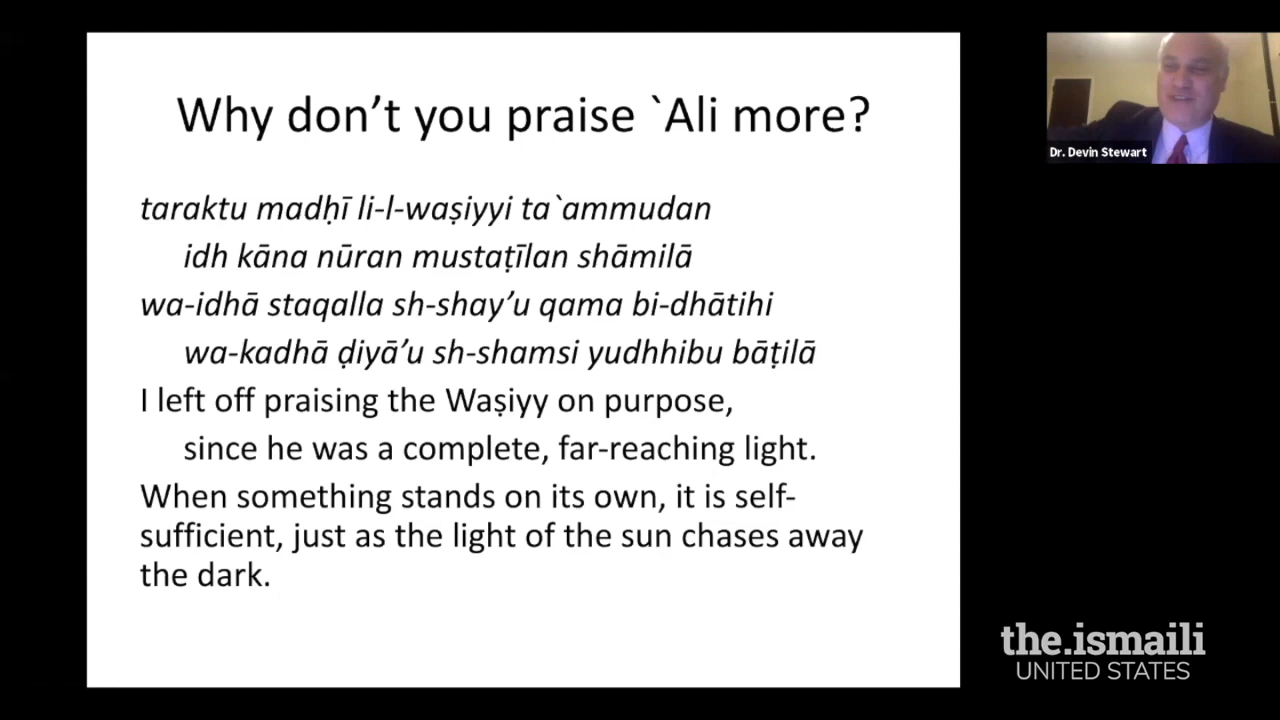 Why don’t you praise `Ali more?
taraktu madḥī li-l-waṣiyyi ta`ammudan
idh kāna nūran mustaṭīlan shāmilā
wa-idhā staqalla sh-shay’u qama bi-dhātihi
wa-kadhā ḍiyā’u sh-shamsi yudhhibu bāṭilā
I left off praising the Waṣiyy on purpose,
since he was a complete, far-reaching light.
When something stands on its own, it is self-
sufficient, just as the light of the sun chases away
the dark.
Dr. Devin Stewart
the.ismaili
UNITED STATES